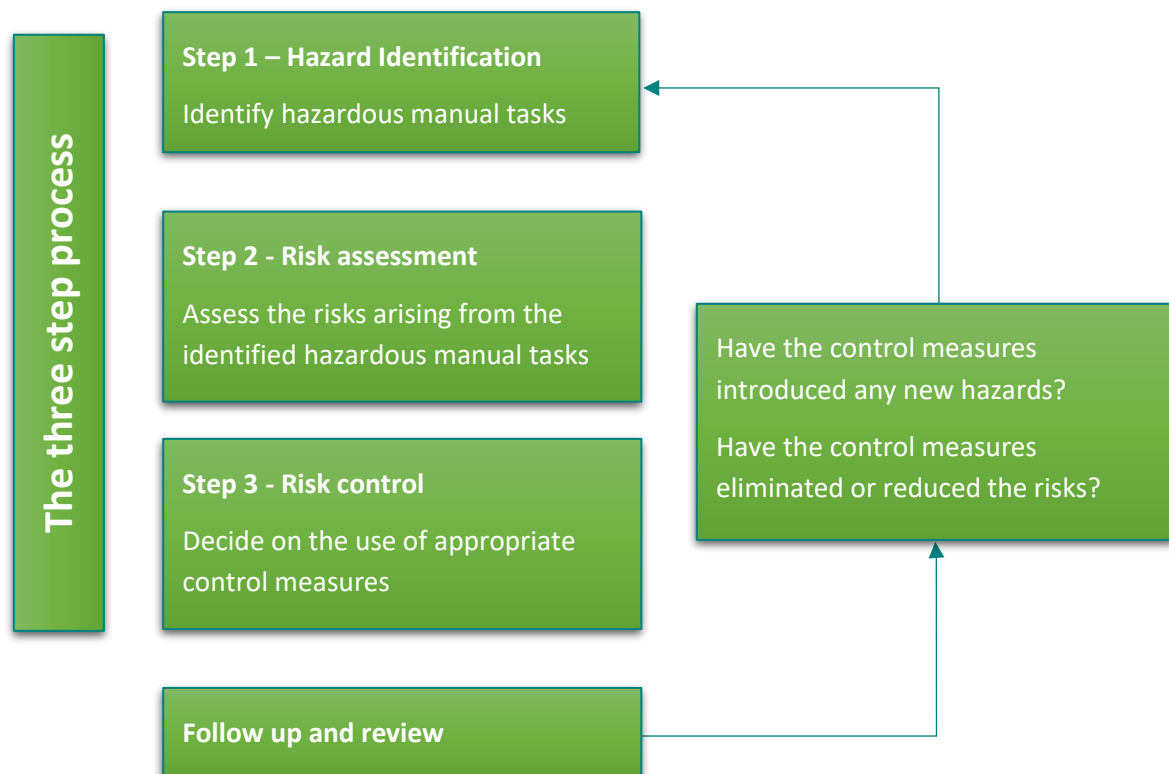 The three step process
Step 1 – Hazard Identification
Identify hazardous manual tasks
Step 2 - Risk assessment
Assess the risks arising from the
identified hazardous manual tasks
Step 3 - Risk control
Decide on the use of appropriate
control measures
Follow up and review
Have the control measures
introduced any new hazards?
Have the control measures
eliminated or reduced the risks?